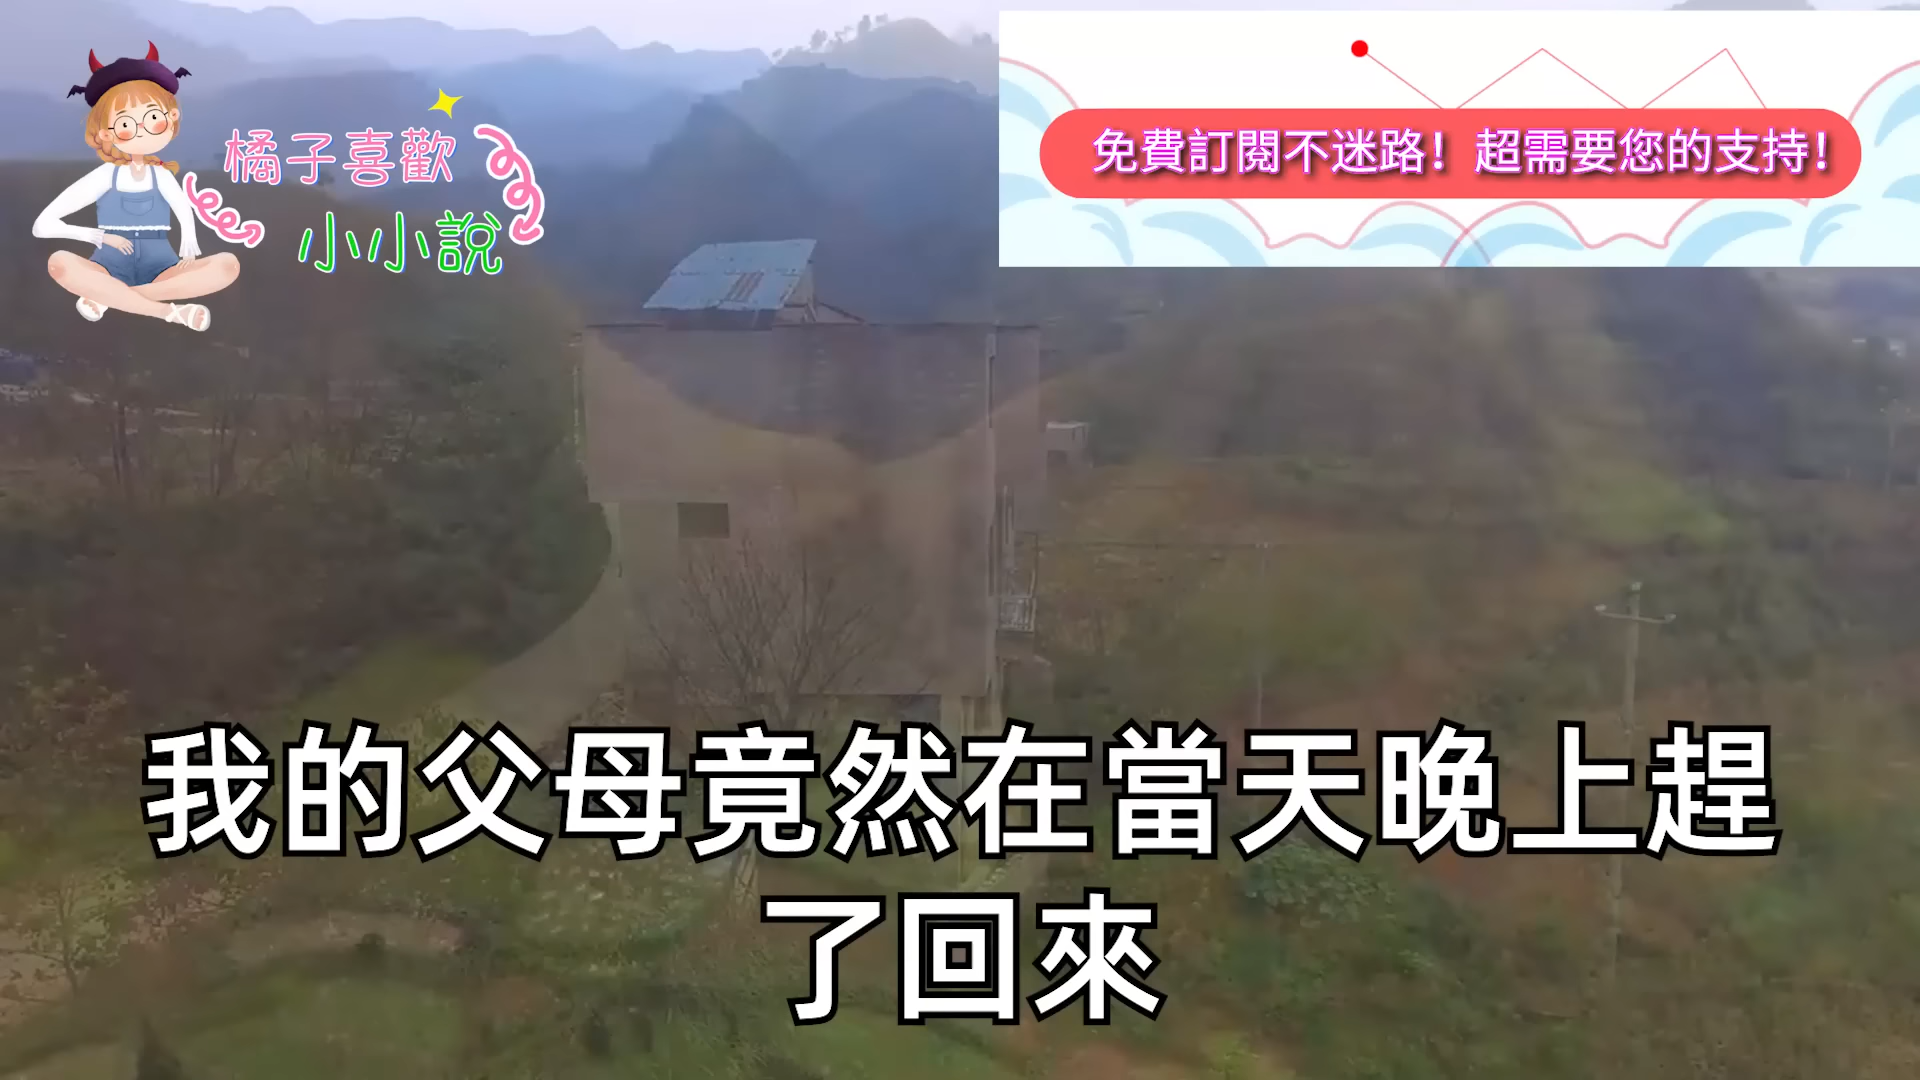 橘子喜歡
小小說
免費訂閱不迷路！超需要您的支持！
我的父母竟然在當天晚上趕
了回來